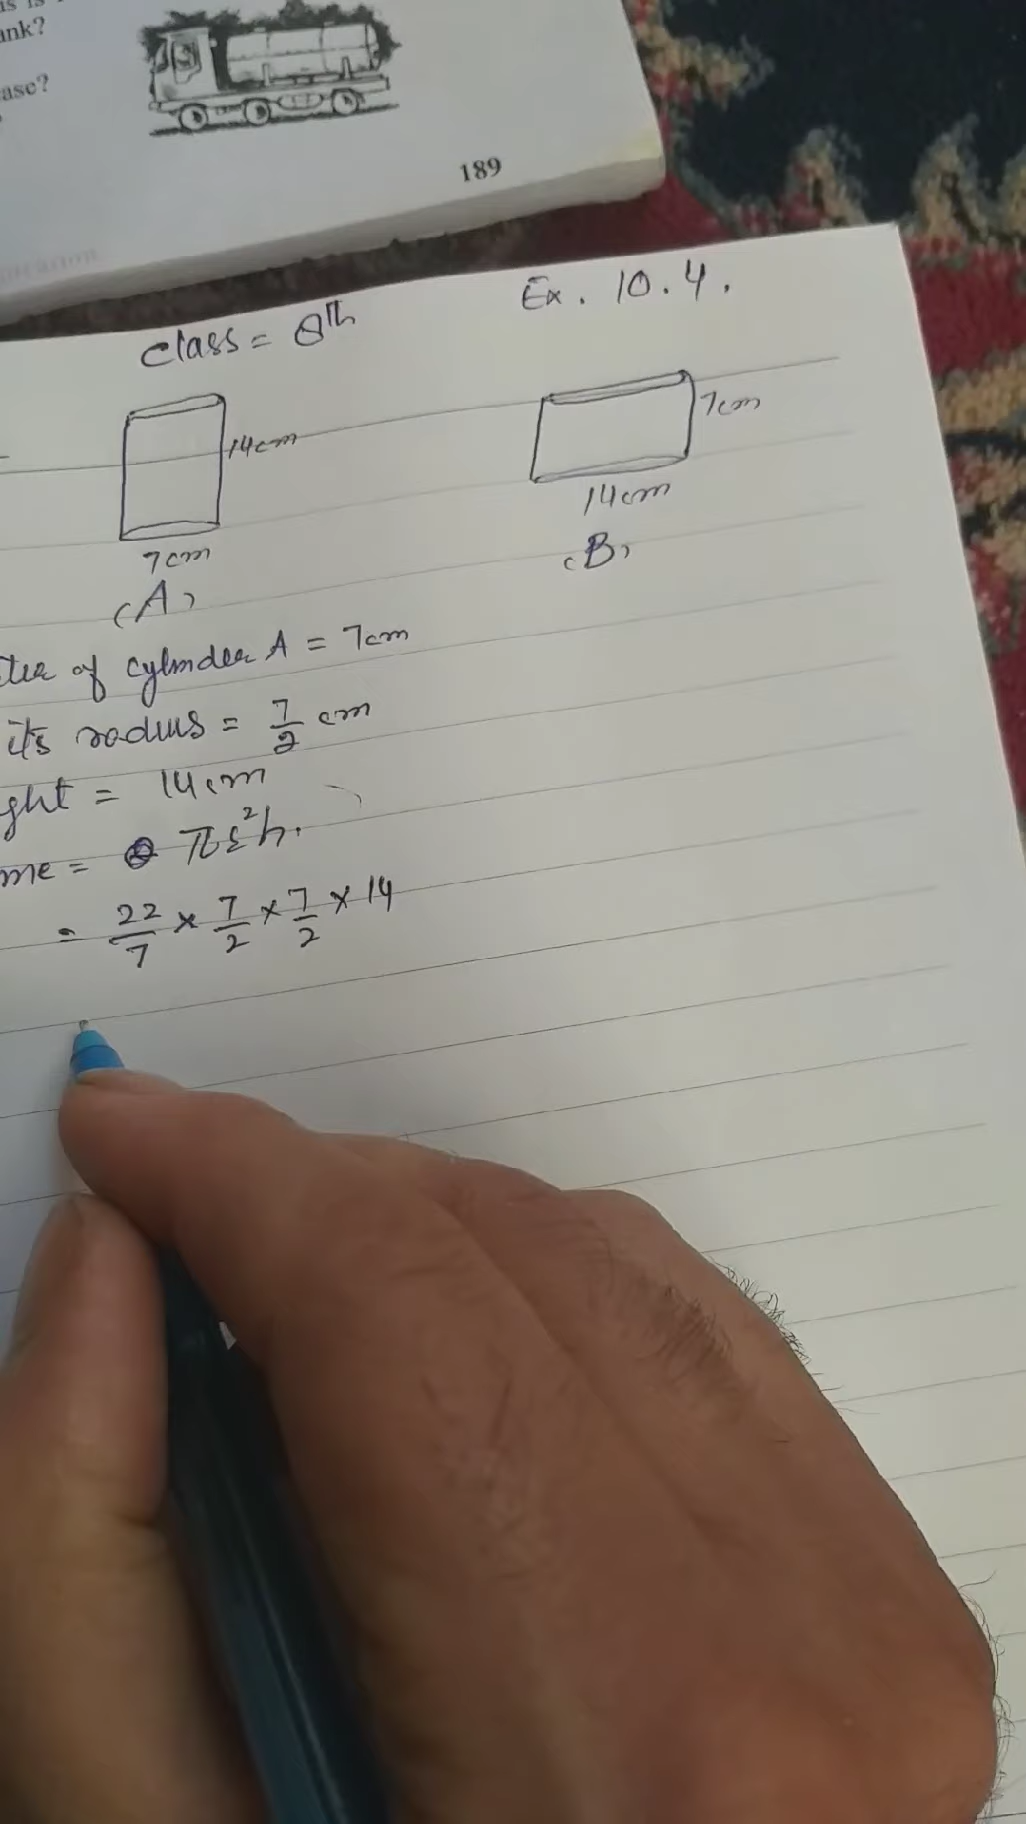 ank?
ase?
189
class = 8th Ex. 10.4.
14cm 7cm
7cm 14cm
(A) (B)
of cylinder A = 7cm
its radius = 7/2 cm
ght = 14cm
me = πr²h.
= 22/7 × 7/2 × 7/2 × 14